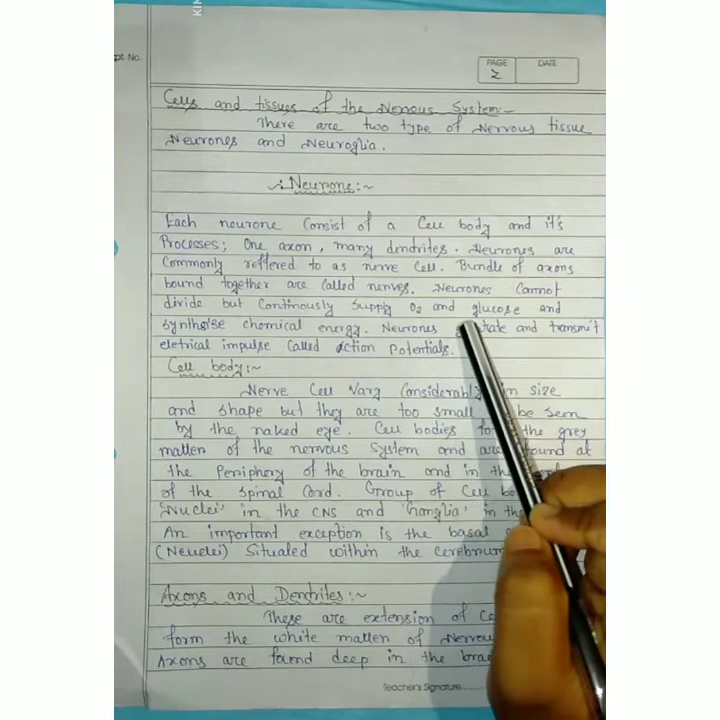 KIN
pt. No.
PAGE
2
DATE
Cells and tissues of the Nervous System:~
There are two type of Nervous tissue
Neurones and Neuroglia.
Neurone:~
Each neurone Consist of a Cell body and it's
Processes; One axon, many dendrites. Neurones are
Commonly reffered to as nerve Cell. Bundle of axons
bound together are called nerves. Neurones Cannot
divide but Continously Supply O2 and glucose and
chemical energy. Neurones and transmit
eletrical impulse Called action Potentials.
Cell body:~
Nerve Cell Vary Considerably in size
and shape but they are too small be seen
by the naked eye. Cell bodies the grey
matten of the nervous System and are found at
the Periphery of the brain and in the
of the Spinal Cord. Group of Cell
'Nuclei' in the CNS and 'Ganglia' in
An important exception is the basal
(Neuclei) Situated within the Cerebrum
Axons and Dendrites:~
These are extension of
form the white matten of
Axons are found deep in the
Teacher's Signature